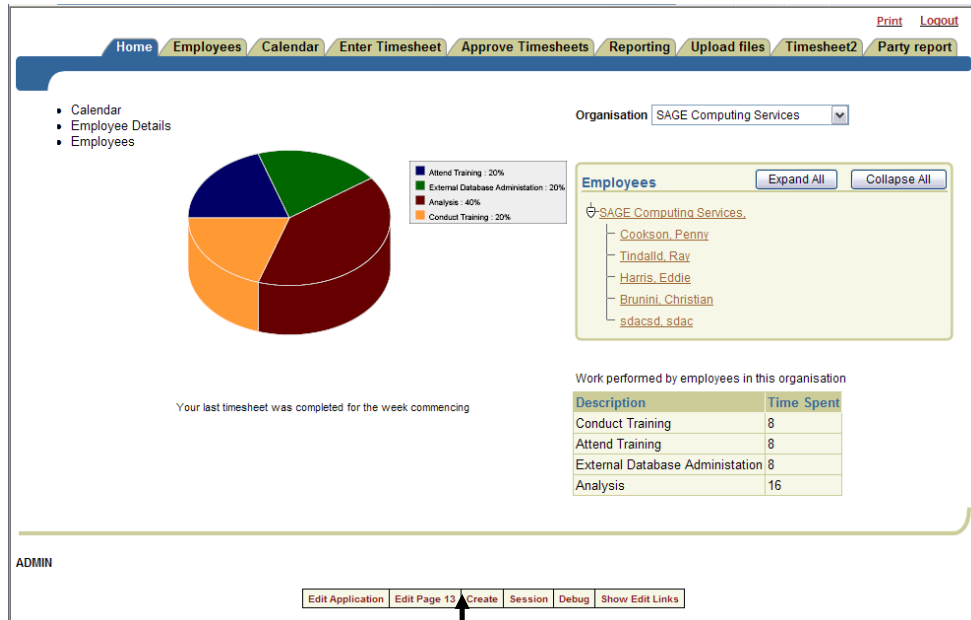 Print Logout
Home Employees Calendar Enter Timesheet Approve Timesheets Reporting Upload files Timesheet2 Party report
Calendar
Employee Details
Employees
Organisation SAGE Computing Services
Attend Training : 20%
External Database Administation : 20%
Analysis : 40%
Conduct Training : 20%
Employees Expand All Collapse All
SAGE Computing Services,
Cookson, Penny
Tindalld, Ray
Harris, Eddie
Brunini, Christian
sdacsd, sdac
Your last timesheet was completed for the week commencing
Work performed by employees in this organisation
Description Time Spent
Conduct Training 8
Attend Training 8
External Database Administation 8
Analysis 16
ADMIN
Edit Application Edit Page 13 Create Session Debug Show Edit Links